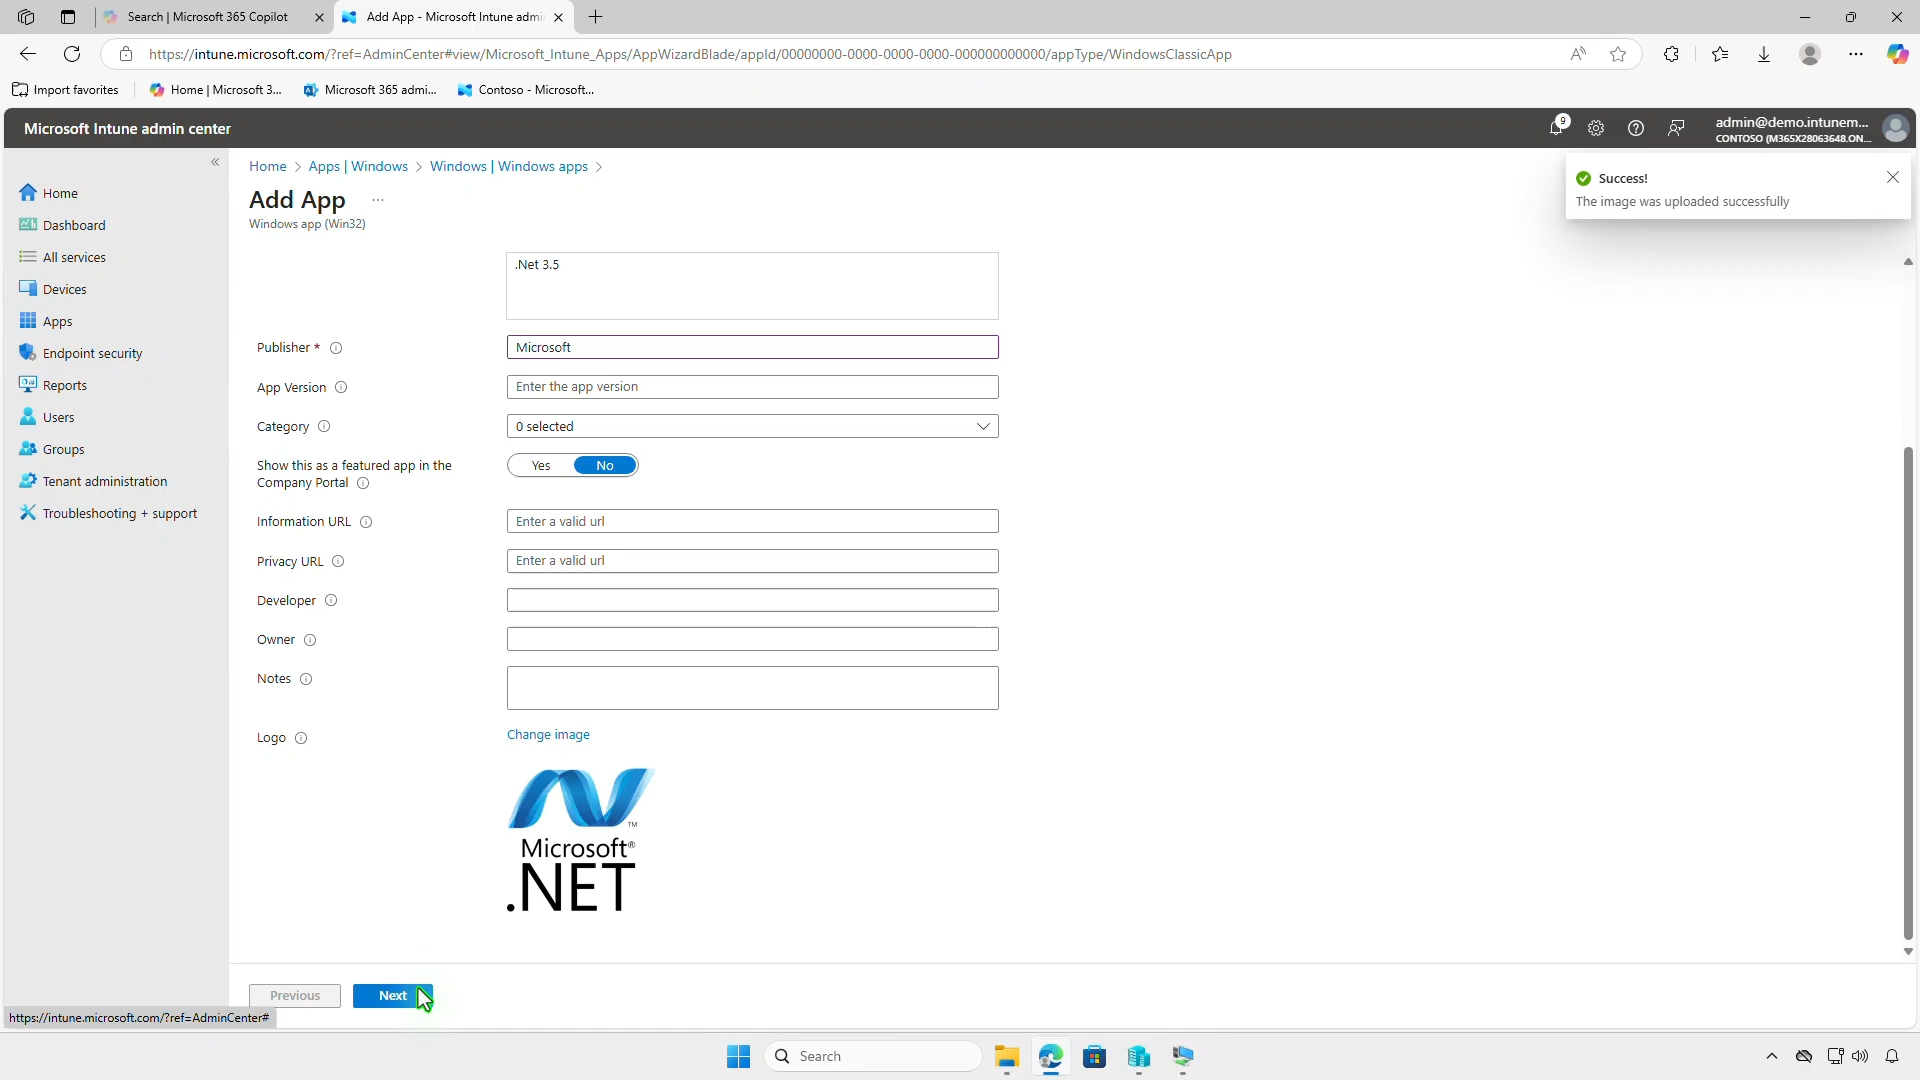 Search | Microsoft 365 Copilot
Add App - Microsoft Intune admin
https://intune.microsoft.com/?ref=AdminCenter#view/Microsoft_Intune_Apps/AppWizardBlade/appId/00000000-0000-0000-0000-000000000000/appType/WindowsClassicApp
Import favorites
Home | Microsoft 3...
Microsoft 365 admi...
Contoso - Microsoft...
Microsoft Intune admin center
9
admin@demo.intunem...
CONTOSO (M365X28063648.ON...
Home
Dashboard
All services
Devices
Apps
Endpoint security
Reports
Users
Groups
Tenant administration
Troubleshooting + support
Home > Apps | Windows > Windows | Windows apps >
Add App
...
Windows app (Win32)
Success!
The image was uploaded successfully
.Net 3.5
Publisher *
Microsoft
App Version
Enter the app version
Category
0 selected
Show this as a featured app in the
Company Portal
Yes
No
Information URL
Enter a valid url
Privacy URL
Enter a valid url
Developer
Owner
Notes
Logo
Change image
TM
Microsoft®
.NET
Previous
Next
https://intune.microsoft.com/?ref=AdminCenter#
Search